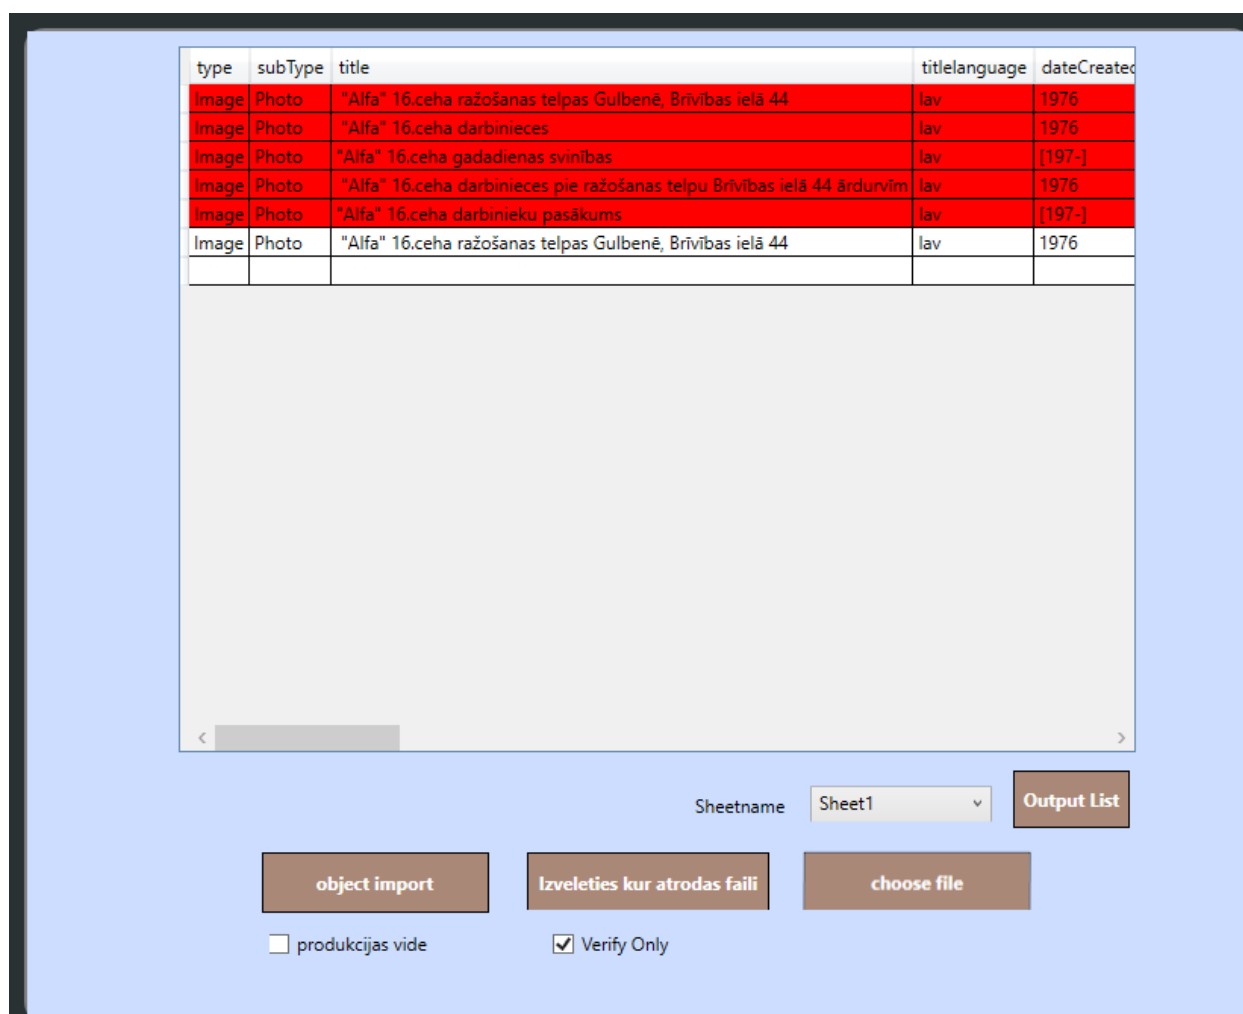 type subType title titlelanguage dateCreated
Image Photo "Alfa" 16.ceha ražošanas telpas Gulbenē, Brīvības ielā 44 lav 1976
Image Photo "Alfa" 16.ceha darbinieces lav 1976
Image Photo "Alfa" 16.ceha gadadienas svinības lav [197-]
Image Photo "Alfa" 16.ceha darbinieces pie ražošanas telpu Brīvības ielā 44 ārdurvīm lav 1976
Image Photo "Alfa" 16.ceha darbinieku pasākums lav [197-]
Image Photo "Alfa" 16.ceha ražošanas telpas Gulbenē, Brīvības ielā 44 lav 1976
Sheetname Sheet1 Output List
object import Izveleties kur atrodas faili choose file
produkcijas vide Verify Only